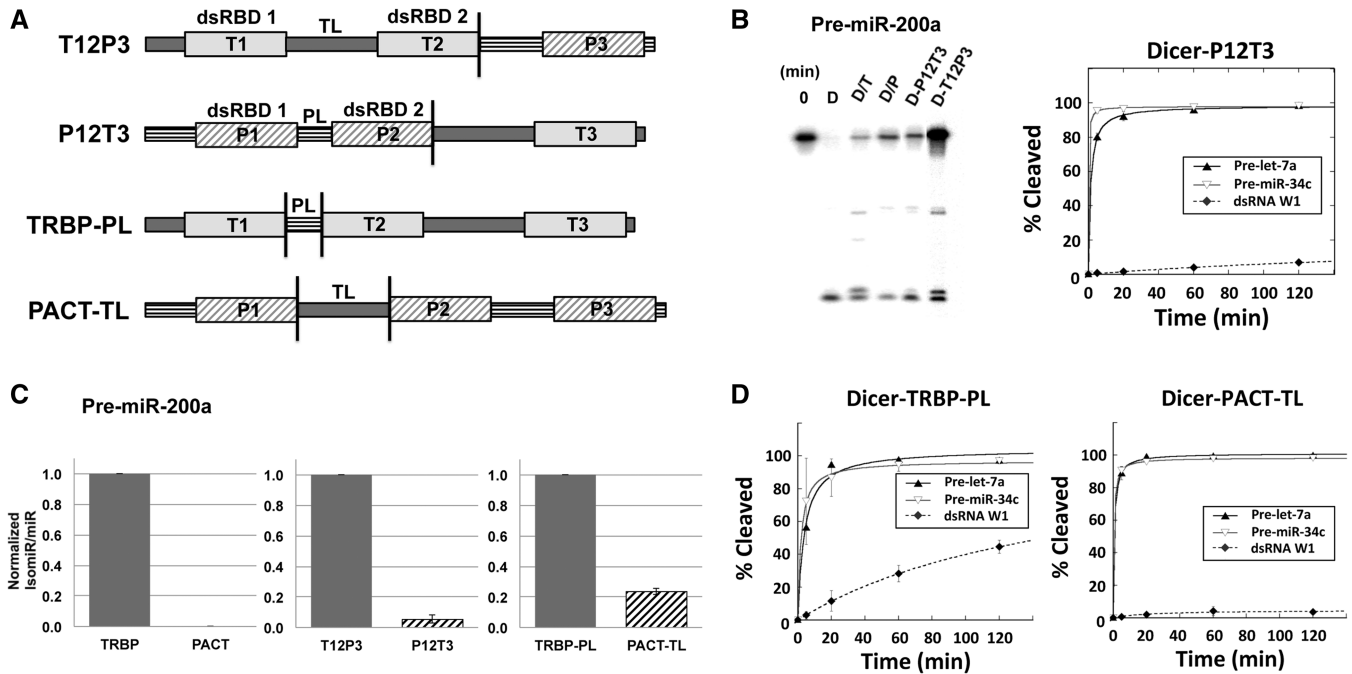 A
dsRBD 1
TL
dsRBD 2
T12P3
T1
T2
P3
dsRBD 1
PL
dsRBD 2
P12T3
P1
P2
T3
PL
TRBP-PL
T1
T2
T3
TL
PACT-TL
P1
P2
P3
B
Pre-miR-200a
(min)
0
D
D/T
D/P
D-P12T3
D-T12P3
Dicer-P12T3
% Cleaved
100
80
60
40
20
0
Pre-let-7a
Pre-miR-34c
dsRNA W1
0 20 40 60 80 100 120
Time (min)
C
Pre-miR-200a
Normalized
IsomiR/miR
1.0
0.8
0.6
0.4
0.2
0.0
TRBP PACT
1.0
0.8
0.6
0.4
0.2
0.0
T12P3 P12T3
1.0
0.8
0.6
0.4
0.2
0.0
TRBP-PL PACT-TL
D
Dicer-TRBP-PL
% Cleaved
100
80
60
40
20
0
Pre-let-7a
Pre-miR-34c
dsRNA W1
0 20 40 60 80 100 120
Time (min)
Dicer-PACT-TL
% Cleaved
100
80
60
40
20
0
Pre-let-7a
Pre-miR-34c
dsRNA W1
0 20 40 60 80 100 120
Time (min)